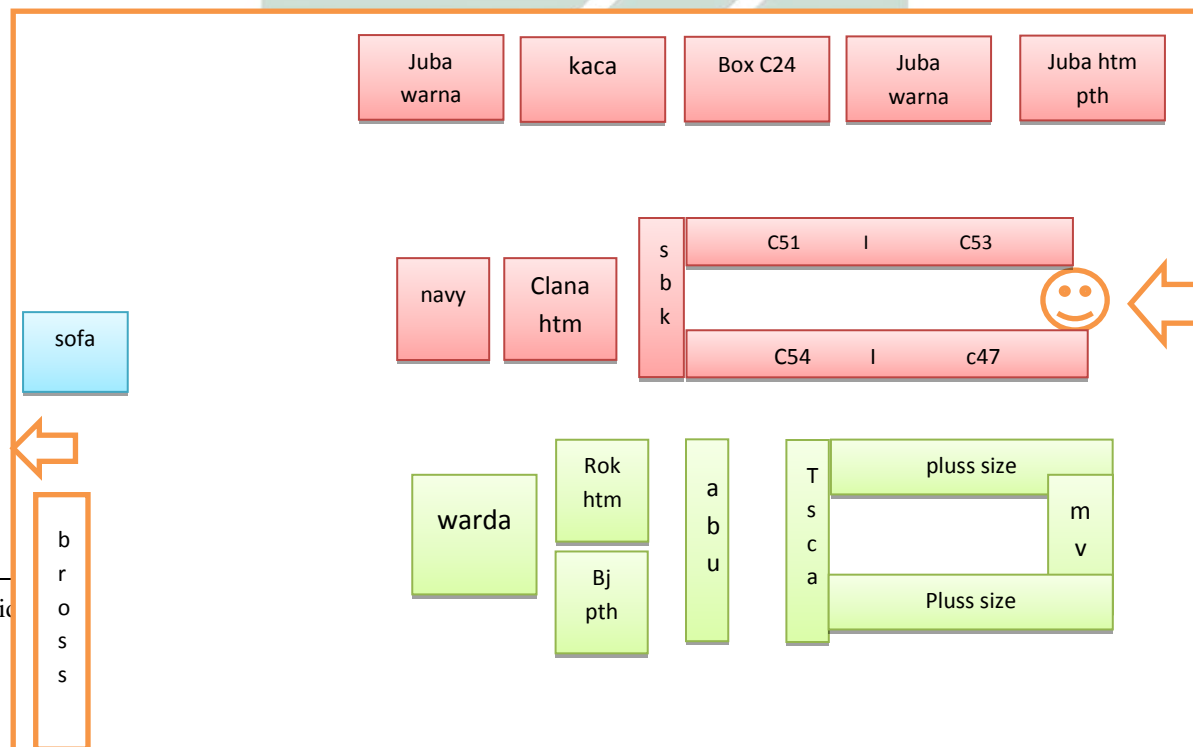 Juba
warna
kaca
Box C24
Juba
warna
Juba htm
pth
s
b
k
C51 I C53
navy
Clana
htm
sofa
C54 I c47
warda
Rok
htm
a
b
u
T
s
c
a
pluss size
m
v
Bj
pth
Pluss size
b
r
o
s
s